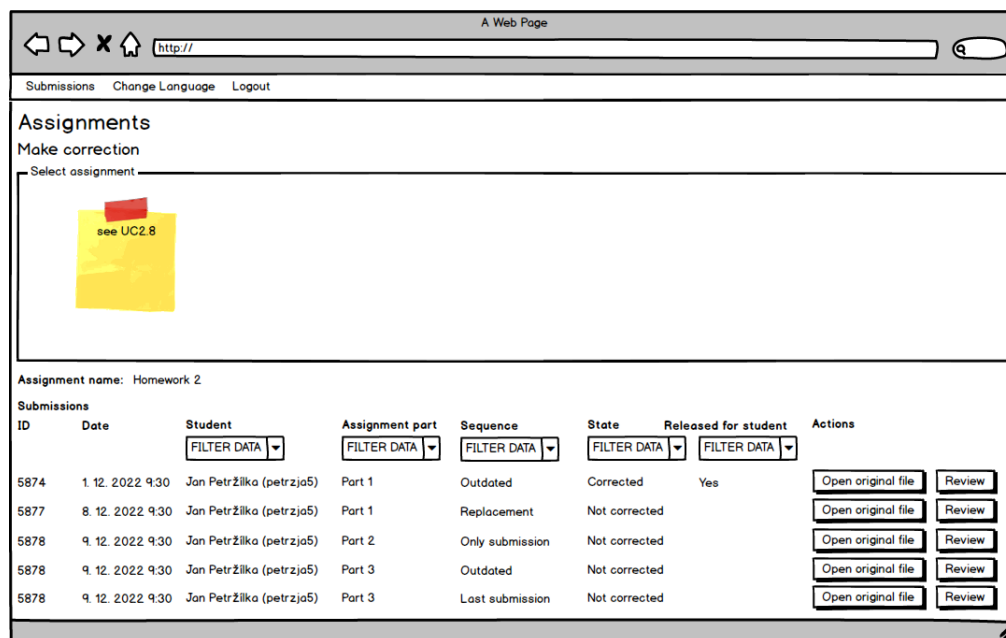 A Web Page
http://
Submissions Change Language Logout
Assignments
Make correction
Select assignment
see UC2.8
Assignment name: Homework 2
Submissions
ID Date Student Assignment part Sequence State Released for student Actions
FILTER DATA FILTER DATA FILTER DATA FILTER DATA FILTER DATA
5874 1. 12. 2022 9:30 Jan Petržilka (petrzja5) Part 1 Outdated Corrected Yes Open original file Review
5877 8. 12. 2022 9:30 Jan Petržilka (petrzja5) Part 1 Replacement Not corrected Open original file Review
5878 9. 12. 2022 9:30 Jan Petržilka (petrzja5) Part 2 Only submission Not corrected Open original file Review
5878 9. 12. 2022 9:30 Jan Petržilka (petrzja5) Part 3 Outdated Not corrected Open original file Review
5878 9. 12. 2022 9:30 Jan Petržilka (petrzja5) Part 3 Last submission Not corrected Open original file Review